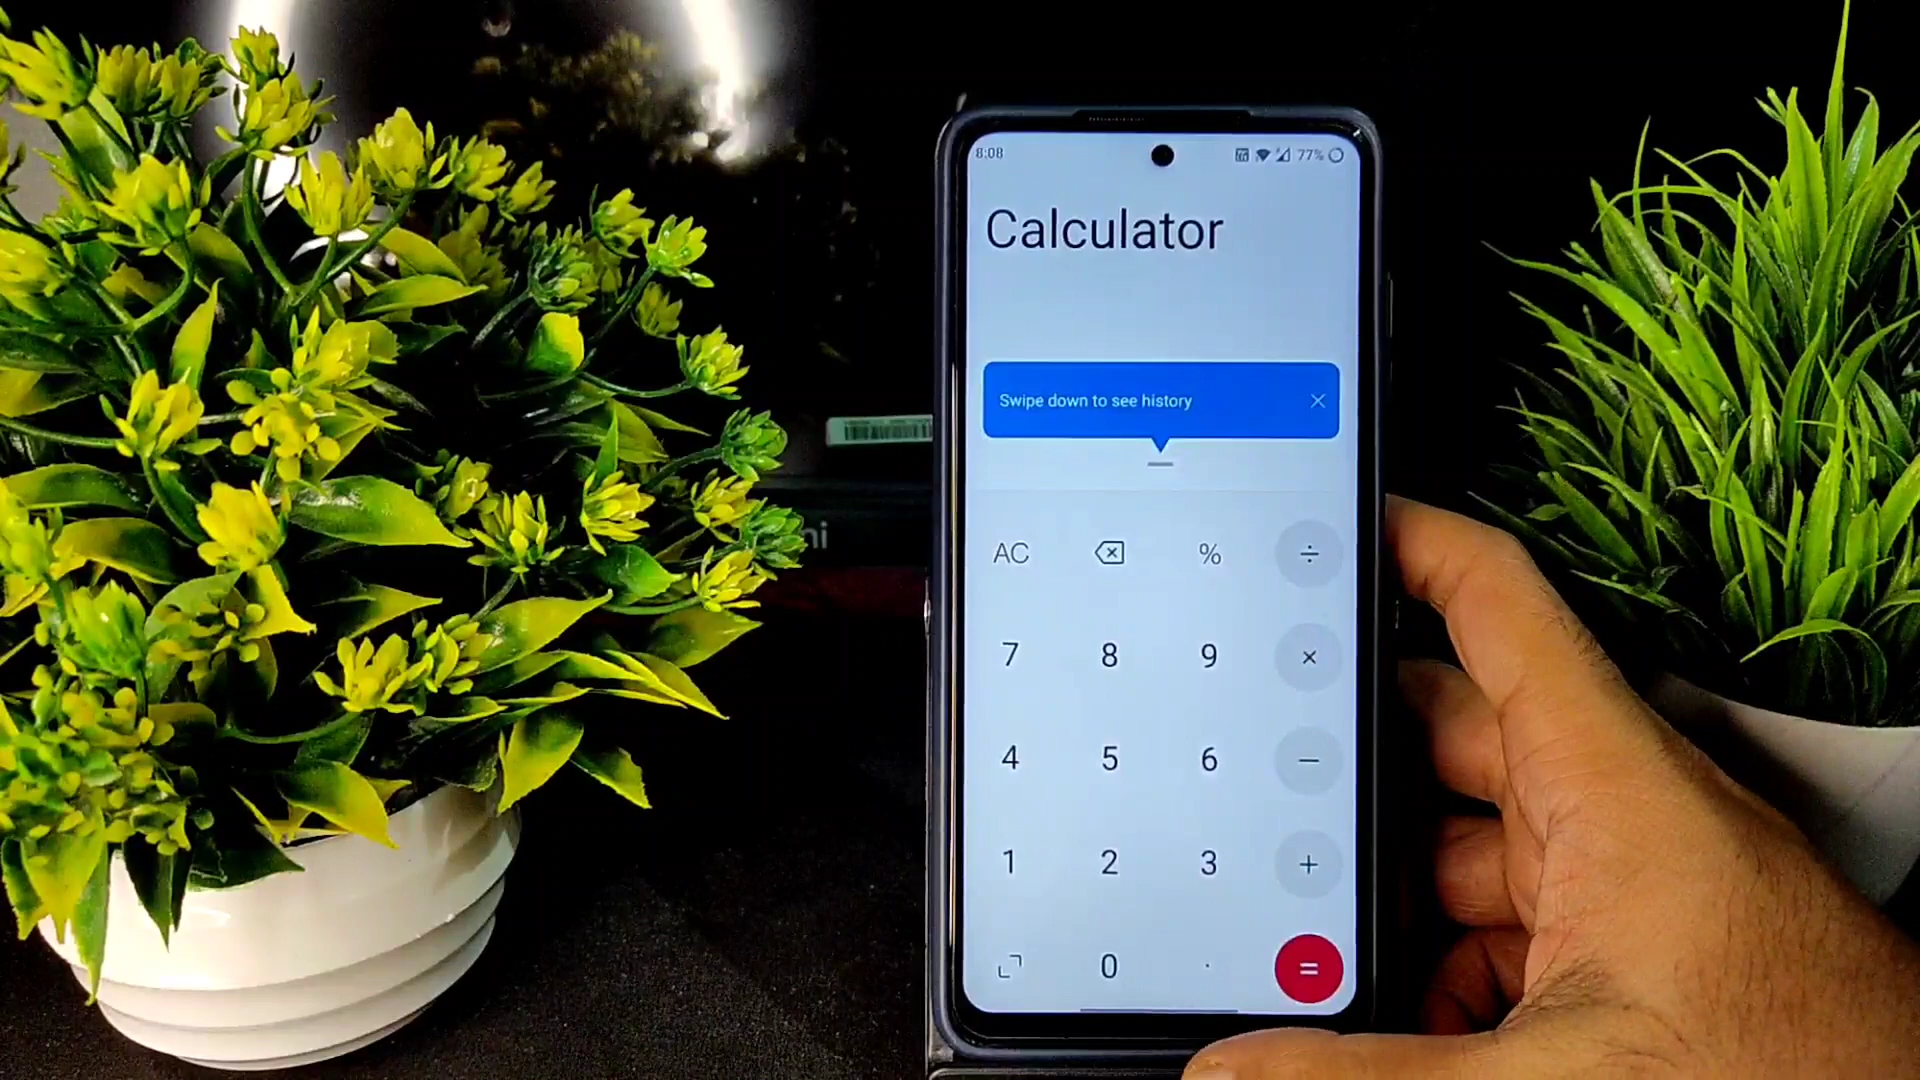 8:08
77%
Calculator
Swipe down to see history
AC % ÷
7 8 9 ×
4 5 6 −
1 2 3 +
0 . =